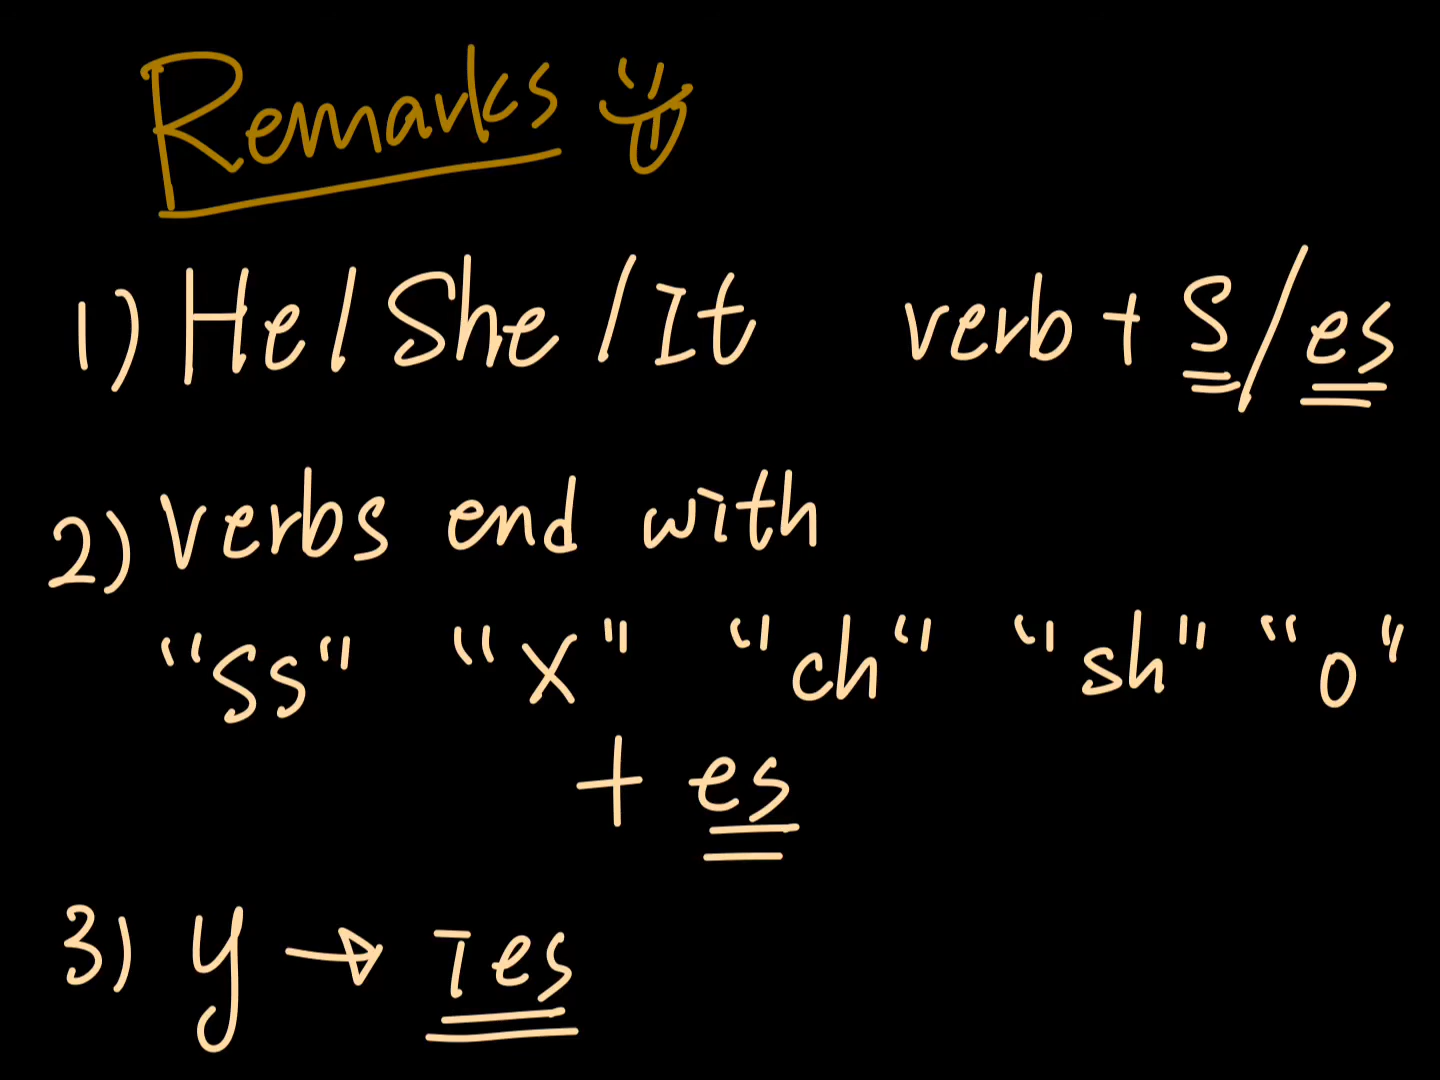 Remarks
1) He/She/It verb + s/es
2) verbs end with
"ss" "x" "ch" "sh" "o"
+ es
3) y → ies